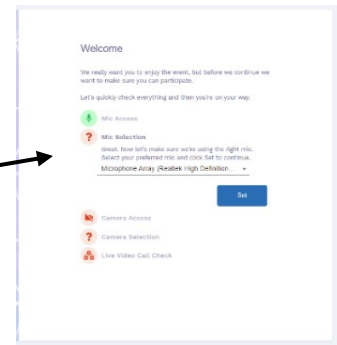 Welcome
We really want you to enjoy the event, but before we continue we
want to make sure you can participate.
Let's quickly check everything and then you're on your way.
Mic Access
? Mic Selection
Great. Now let's make sure we're using the right mic.
Select your preferred mic and click Set to continue.
Microphone Array (Realtek High Definition ...
Set
Camera Access
? Camera Selection
Live Video Call Check